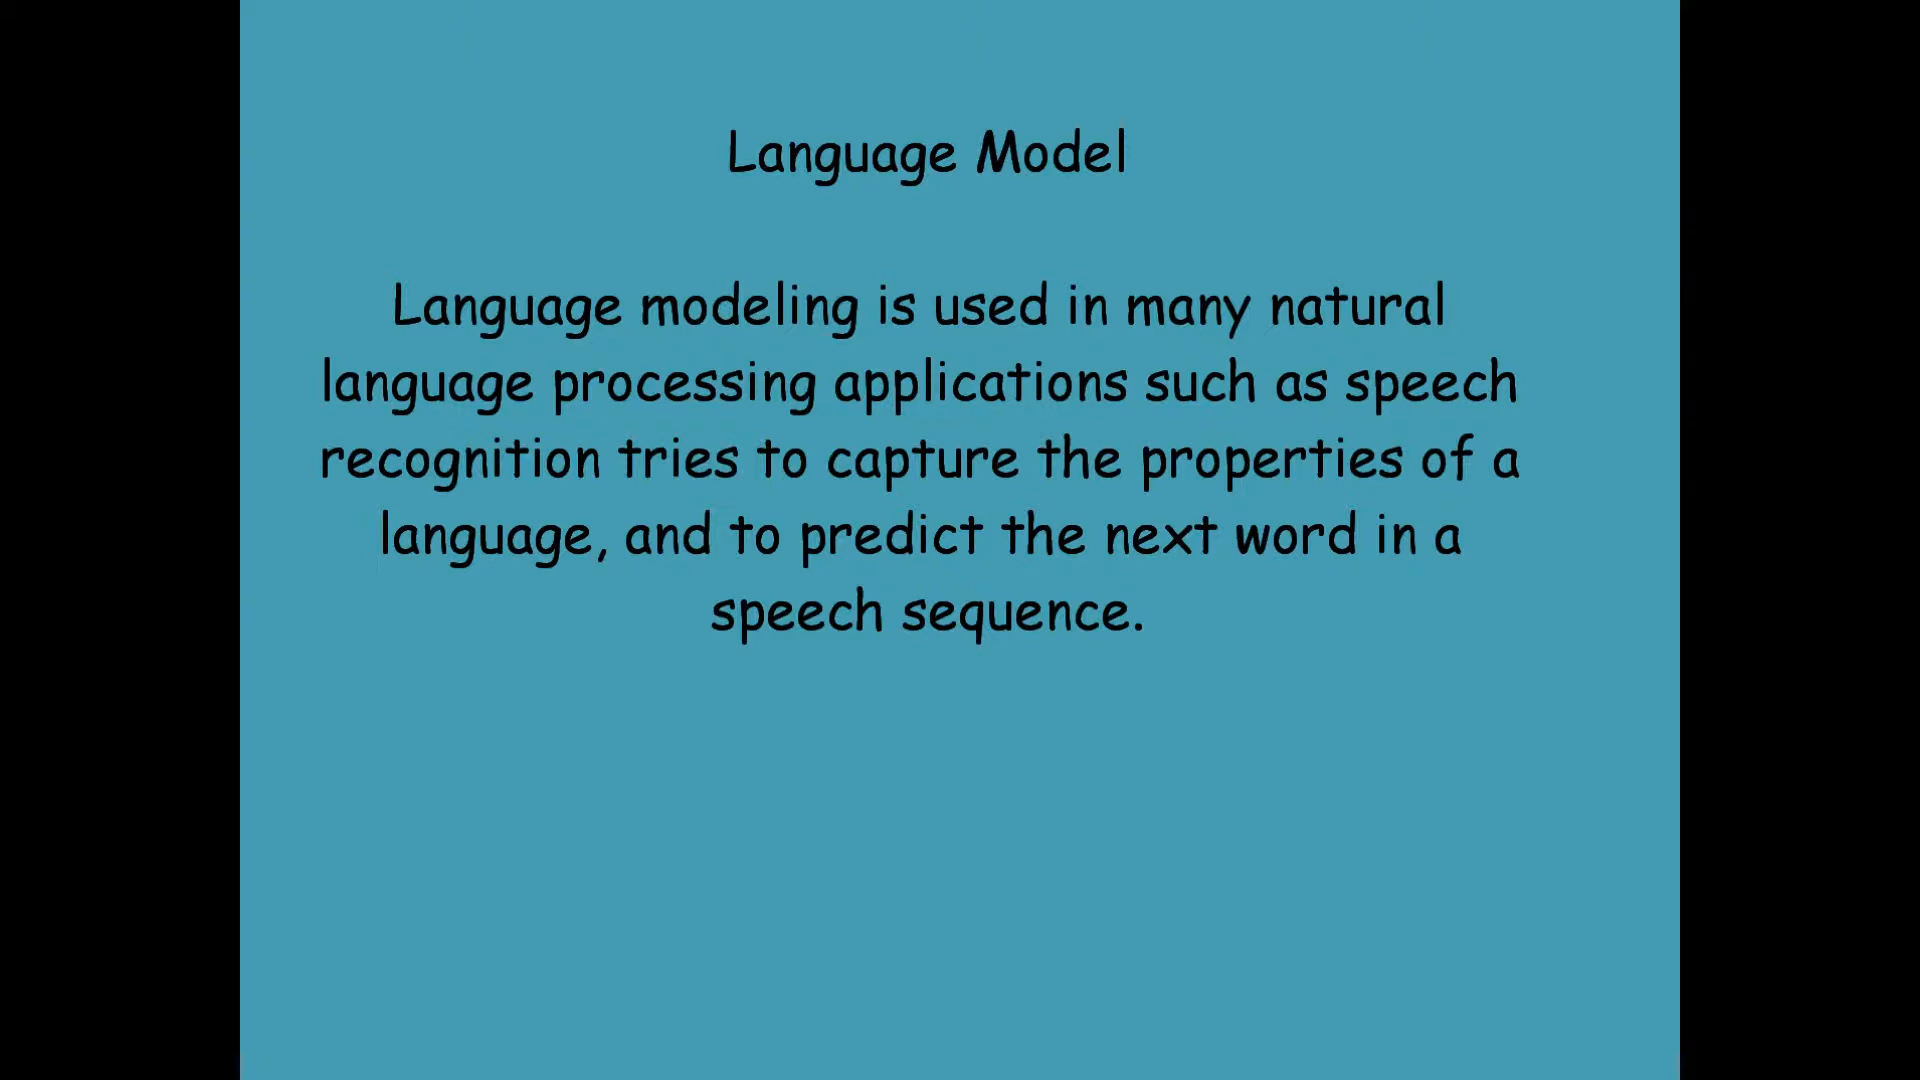 Language Model
Language modeling is used in many natural
language processing applications such as speech
recognition tries to capture the properties of a
language, and to predict the next word in a
speech sequence.